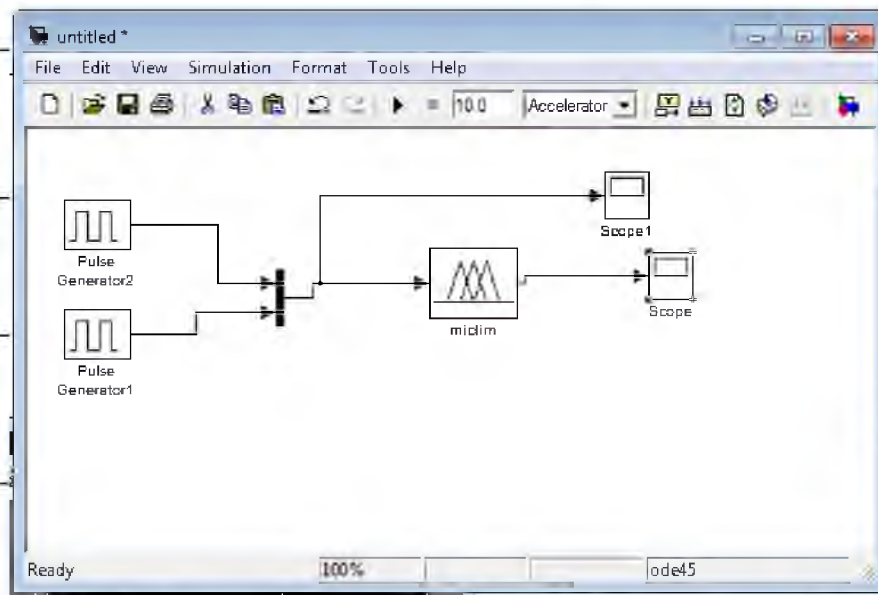 untitled *
File Edit View Simulation Format Tools Help
10.0 Accelerator
Scope1
Pulse
Generator2
midlim
Scope
Pulse
Generator1
Ready 100% ode45